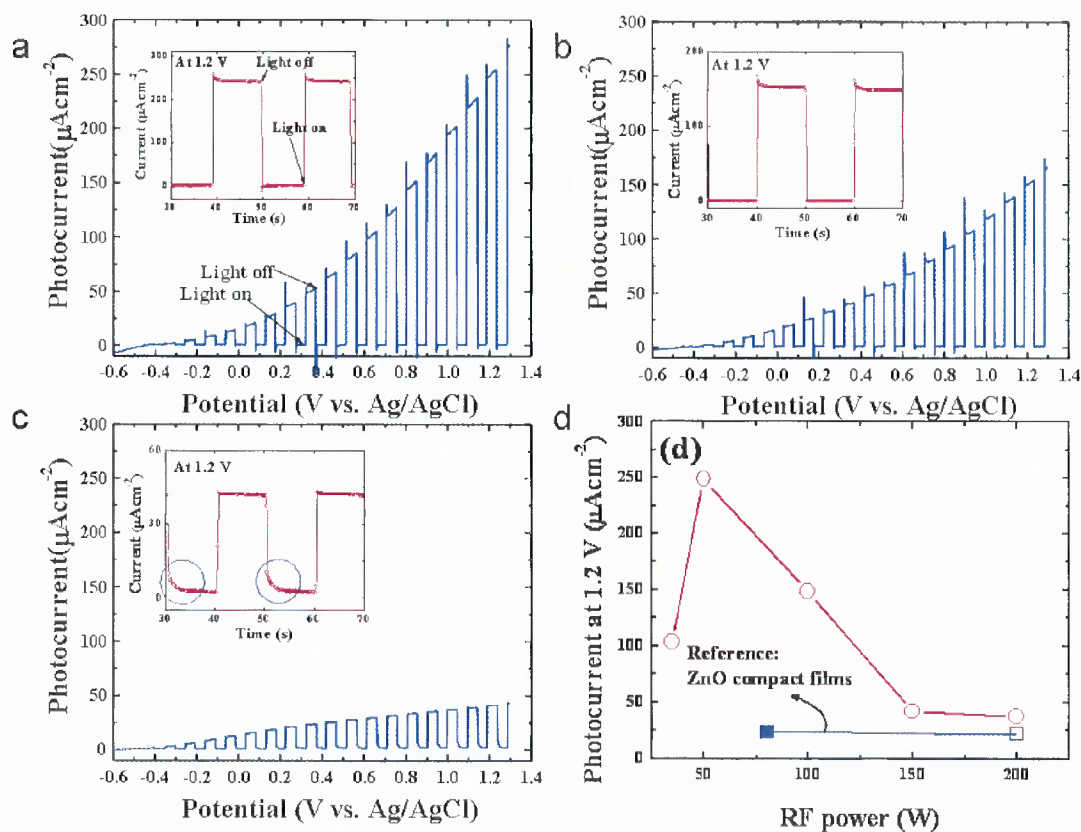 a
300
250
200
150
100
50
0
Photocurrent(μAcm-2)
-0.6 -0.4 -0.2 0.0 0.2 0.4 0.6 0.8 1.0 1.2 1.4
Potential (V vs. Ag/AgCl)
Light off
Light on
At 1.2 V
Light off
Light on
300
200
100
0
Current (μAcm-2)
30 40 50 60 70
Time (s)
b
300
250
200
150
100
50
0
Photocurrent(μAcm-2)
-0.6 -0.4 -0.2 0.0 0.2 0.4 0.6 0.8 1.0 1.2 1.4
Potential (V vs. Ag/AgCl)
At 1.2 V
0
Current (μAcm-2)
30 40 50 60 70
Time (s)
c
300
250
200
150
100
50
0
Photocurrent(μAcm-2)
-0.6 -0.4 -0.2 0.0 0.2 0.4 0.6 0.8 1.0 1.2 1.4
Potential (V vs. Ag/AgCl)
At 1.2 V
60
30
0
Current (μAcm-2)
30 40 50 60 70
Time (s)
(d)
300
250
200
150
100
50
0
Photocurrent at 1.2 V (μAcm-2)
Reference:
ZnO compact films
50 100 150 200
RF power (W)